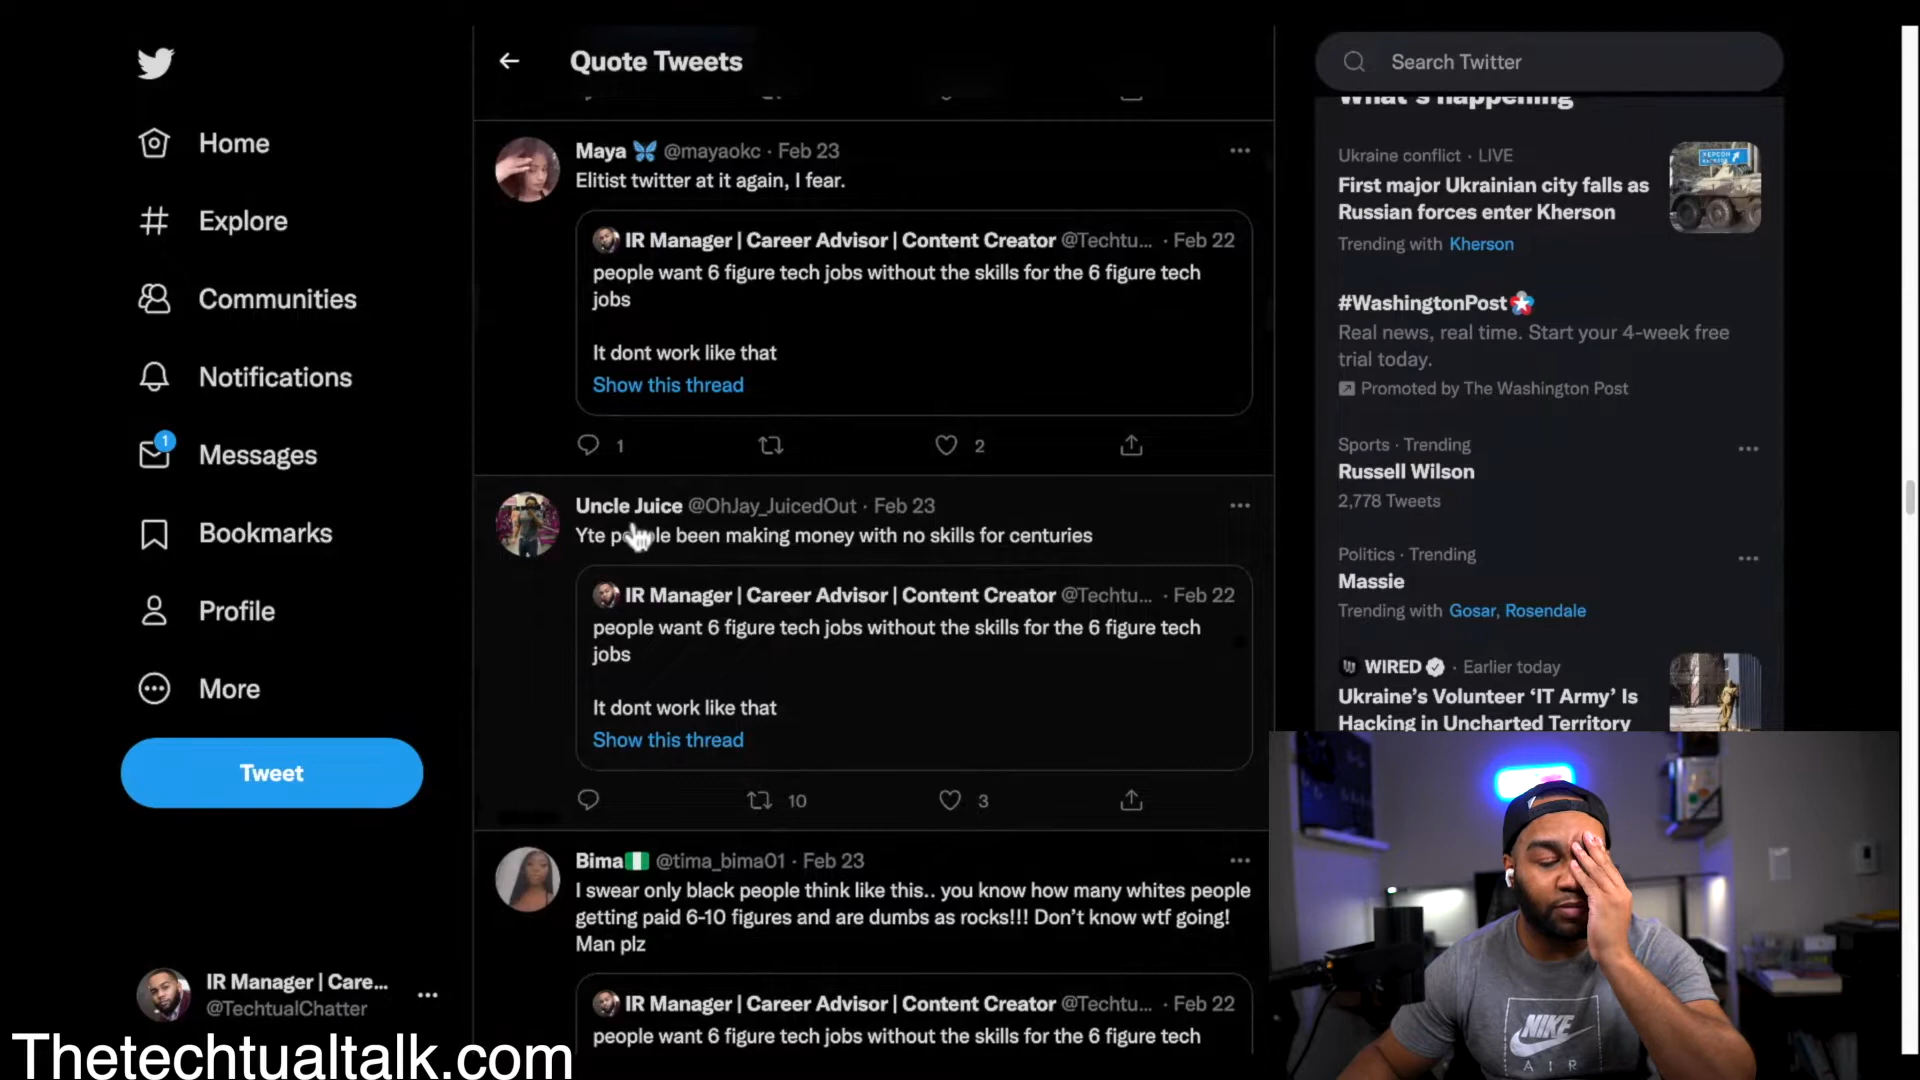 Home
Explore
Communities
Notifications
1
Messages
Bookmarks
Profile
More
Tweet
IR Manager | Care...
@TechtualChatter
Thetechtualtalk.com
Quote Tweets
Maya @mayaokc · Feb 23
Elitist twitter at it again, I fear.
IR Manager | Career Advisor | Content Creator @Techtu... · Feb 22
people want 6 figure tech jobs without the skills for the 6 figure tech
jobs
It dont work like that
Show this thread
1
2
Uncle Juice @OhJay_JuicedOut · Feb 23
Yte people been making money with no skills for centuries
IR Manager | Career Advisor | Content Creator @Techtu... · Feb 22
people want 6 figure tech jobs without the skills for the 6 figure tech
jobs
It dont work like that
Show this thread
10
3
Bima @tima_bima01 · Feb 23
I swear only black people think like this.. you know how many whites people
getting paid 6-10 figures and are dumbs as rocks!!! Don't know wtf going!
Man plz
IR Manager | Career Advisor | Content Creator @Techtu... · Feb 22
people want 6 figure tech jobs without the skills for the 6 figure tech
Search Twitter
What's happening
Ukraine conflict · LIVE
First major Ukrainian city falls as
Russian forces enter Kherson
Trending with Kherson
#WashingtonPost
Real news, real time. Start your 4-week free
trial today.
Promoted by The Washington Post
Sports · Trending
Russell Wilson
2,778 Tweets
Politics · Trending
Massie
Trending with Gosar, Rosendale
WIRED · Earlier today
Ukraine's Volunteer 'IT Army' Is
Hacking in Uncharted Territory
NIKE
AIR